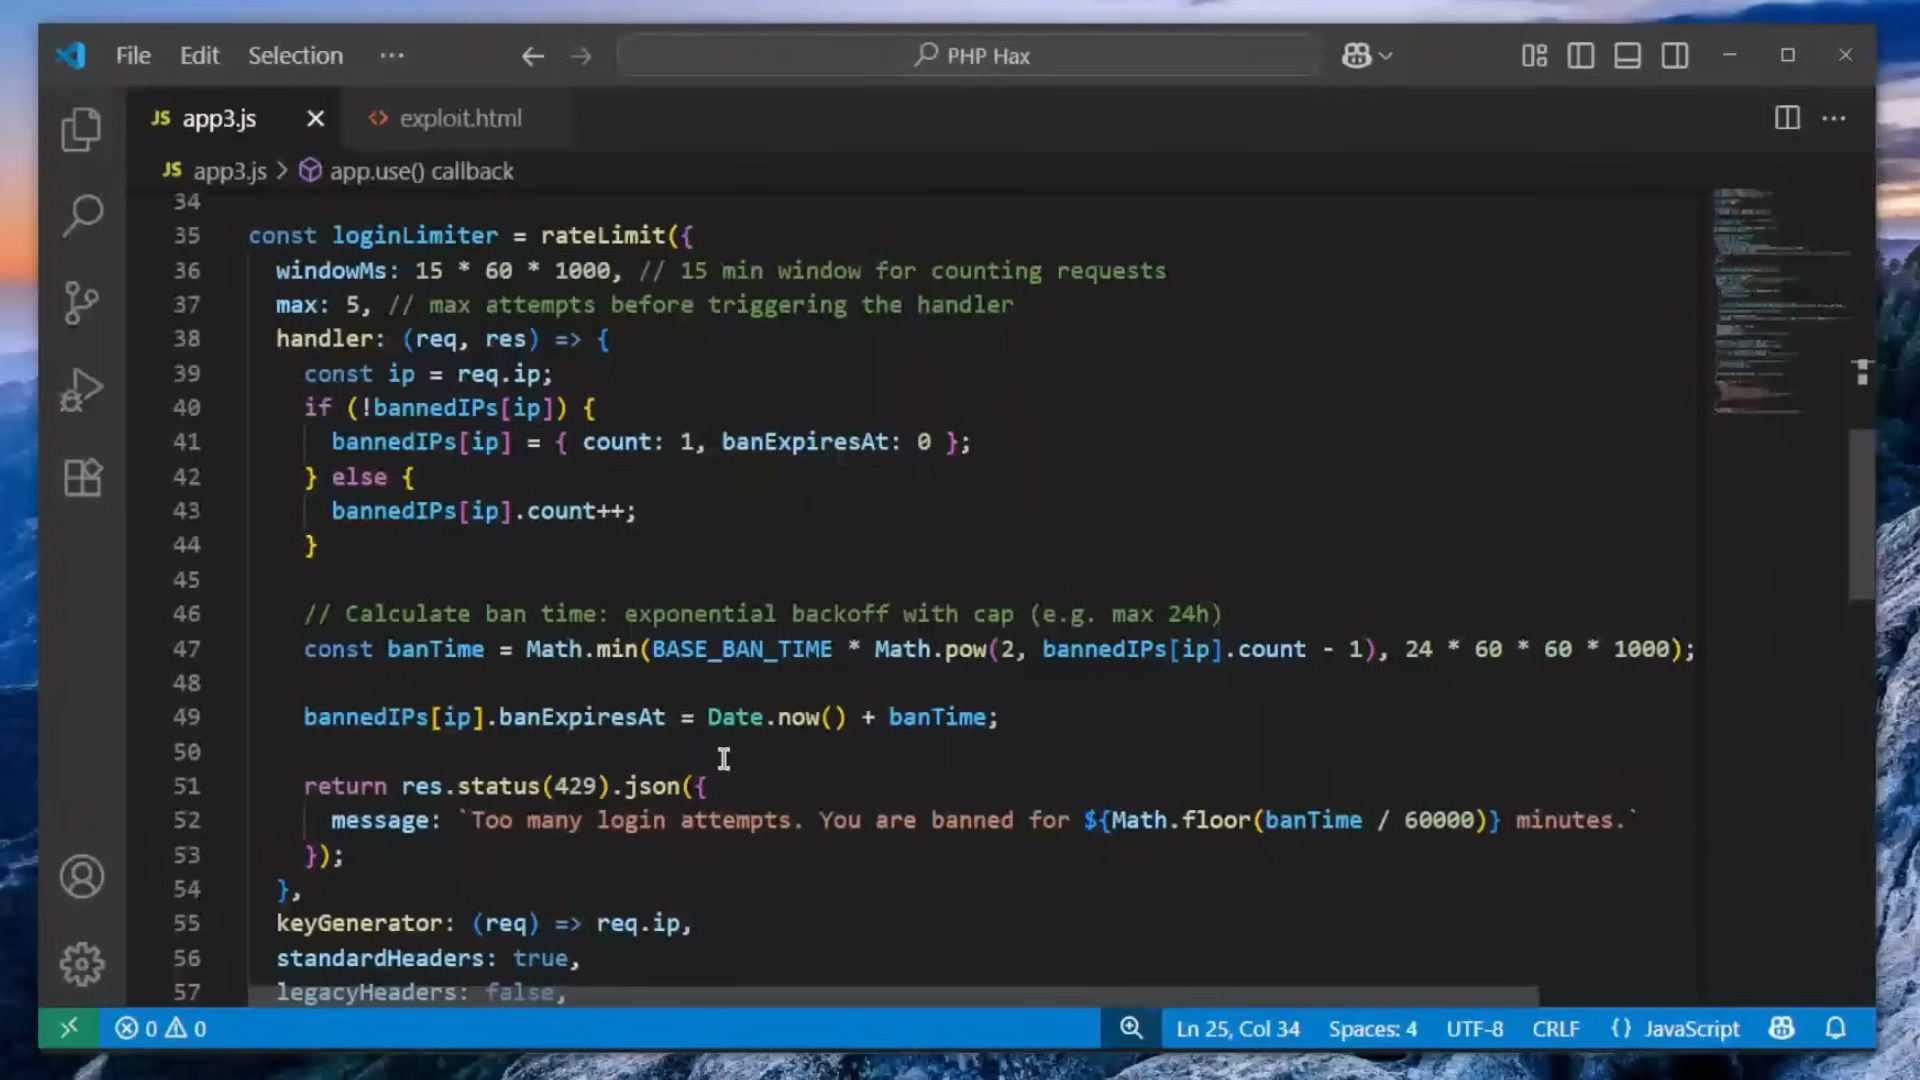 File Edit Selection ··· PHP Hax
JS app3.js exploit.html
JS app3.js > app.use() callback
34
35 const loginLimiter = rateLimit({
36 windowMs: 15 * 60 * 1000, // 15 min window for counting requests
37 max: 5, // max attempts before triggering the handler
38 handler: (req, res) => {
39 const ip = req.ip;
40 if (!bannedIPs[ip]) {
41 bannedIPs[ip] = { count: 1, banExpiresAt: 0 };
42 } else {
43 bannedIPs[ip].count++;
44 }
45
46 // Calculate ban time: exponential backoff with cap (e.g. max 24h)
47 const banTime = Math.min(BASE_BAN_TIME * Math.pow(2, bannedIPs[ip].count - 1), 24 * 60 * 60 * 1000);
48
49 bannedIPs[ip].banExpiresAt = Date.now() + banTime;
50
51 return res.status(429).json({
52 message: `Too many login attempts. You are banned for ${Math.floor(banTime / 60000)} minutes.`
53 });
54 },
55 keyGenerator: (req) => req.ip,
56 standardHeaders: true,
57 legacyHeaders: false,
0 0 Ln 25, Col 34 Spaces: 4 UTF-8 CRLF {} JavaScript